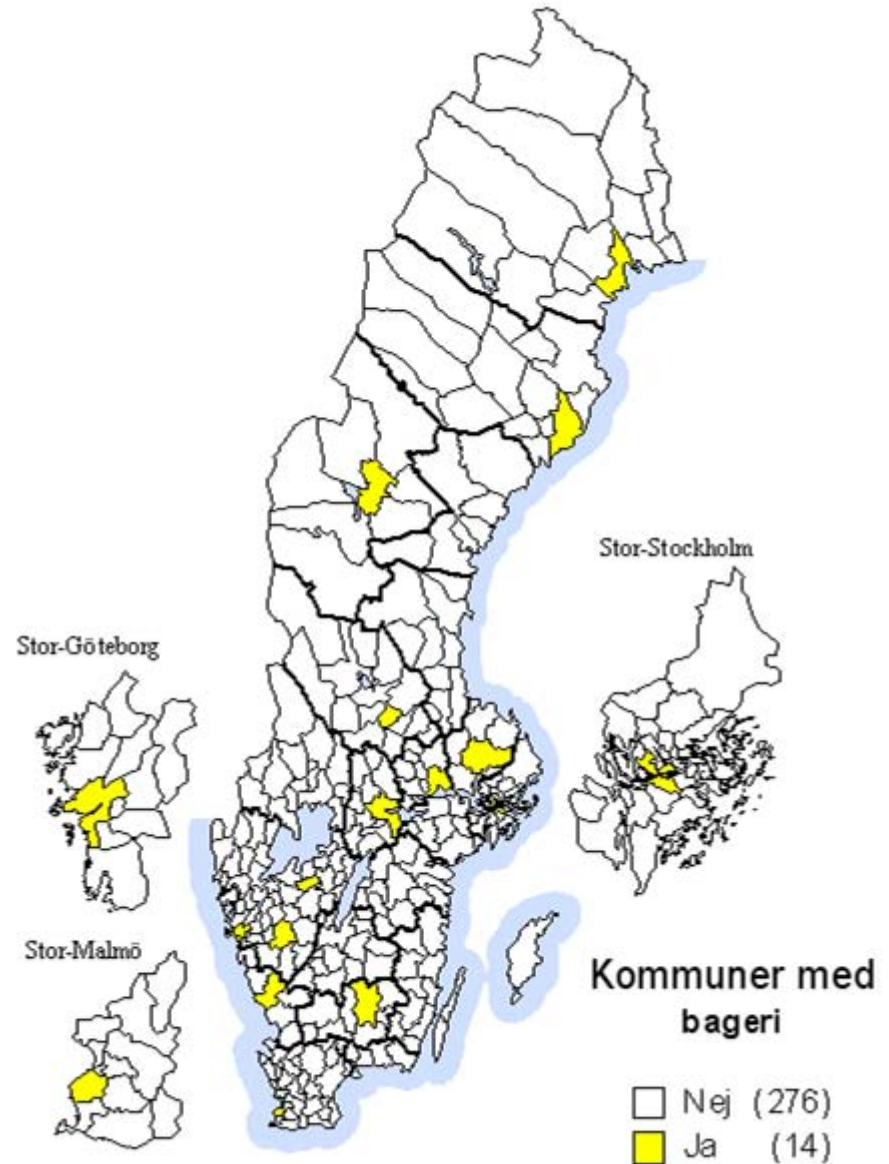 Stor-Stockholm
Stor-Göteborg
Stor-Malmö
Kommuner med
bageri
Nej (276)
Ja (14)